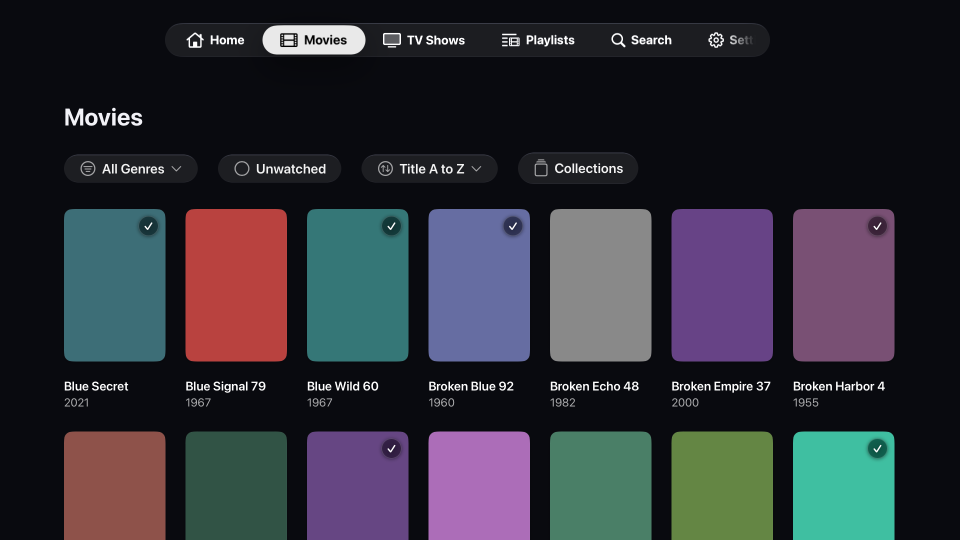 Home Movies TV Shows Playlists Search Sett
Movies
All Genres Unwatched Title A to Z Collections
Blue Secret Blue Signal 79 Blue Wild 60 Broken Blue 92 Broken Echo 48 Broken Empire 37 Broken Harbor 4
2021 1967 1967 1960 1982 2000 1955